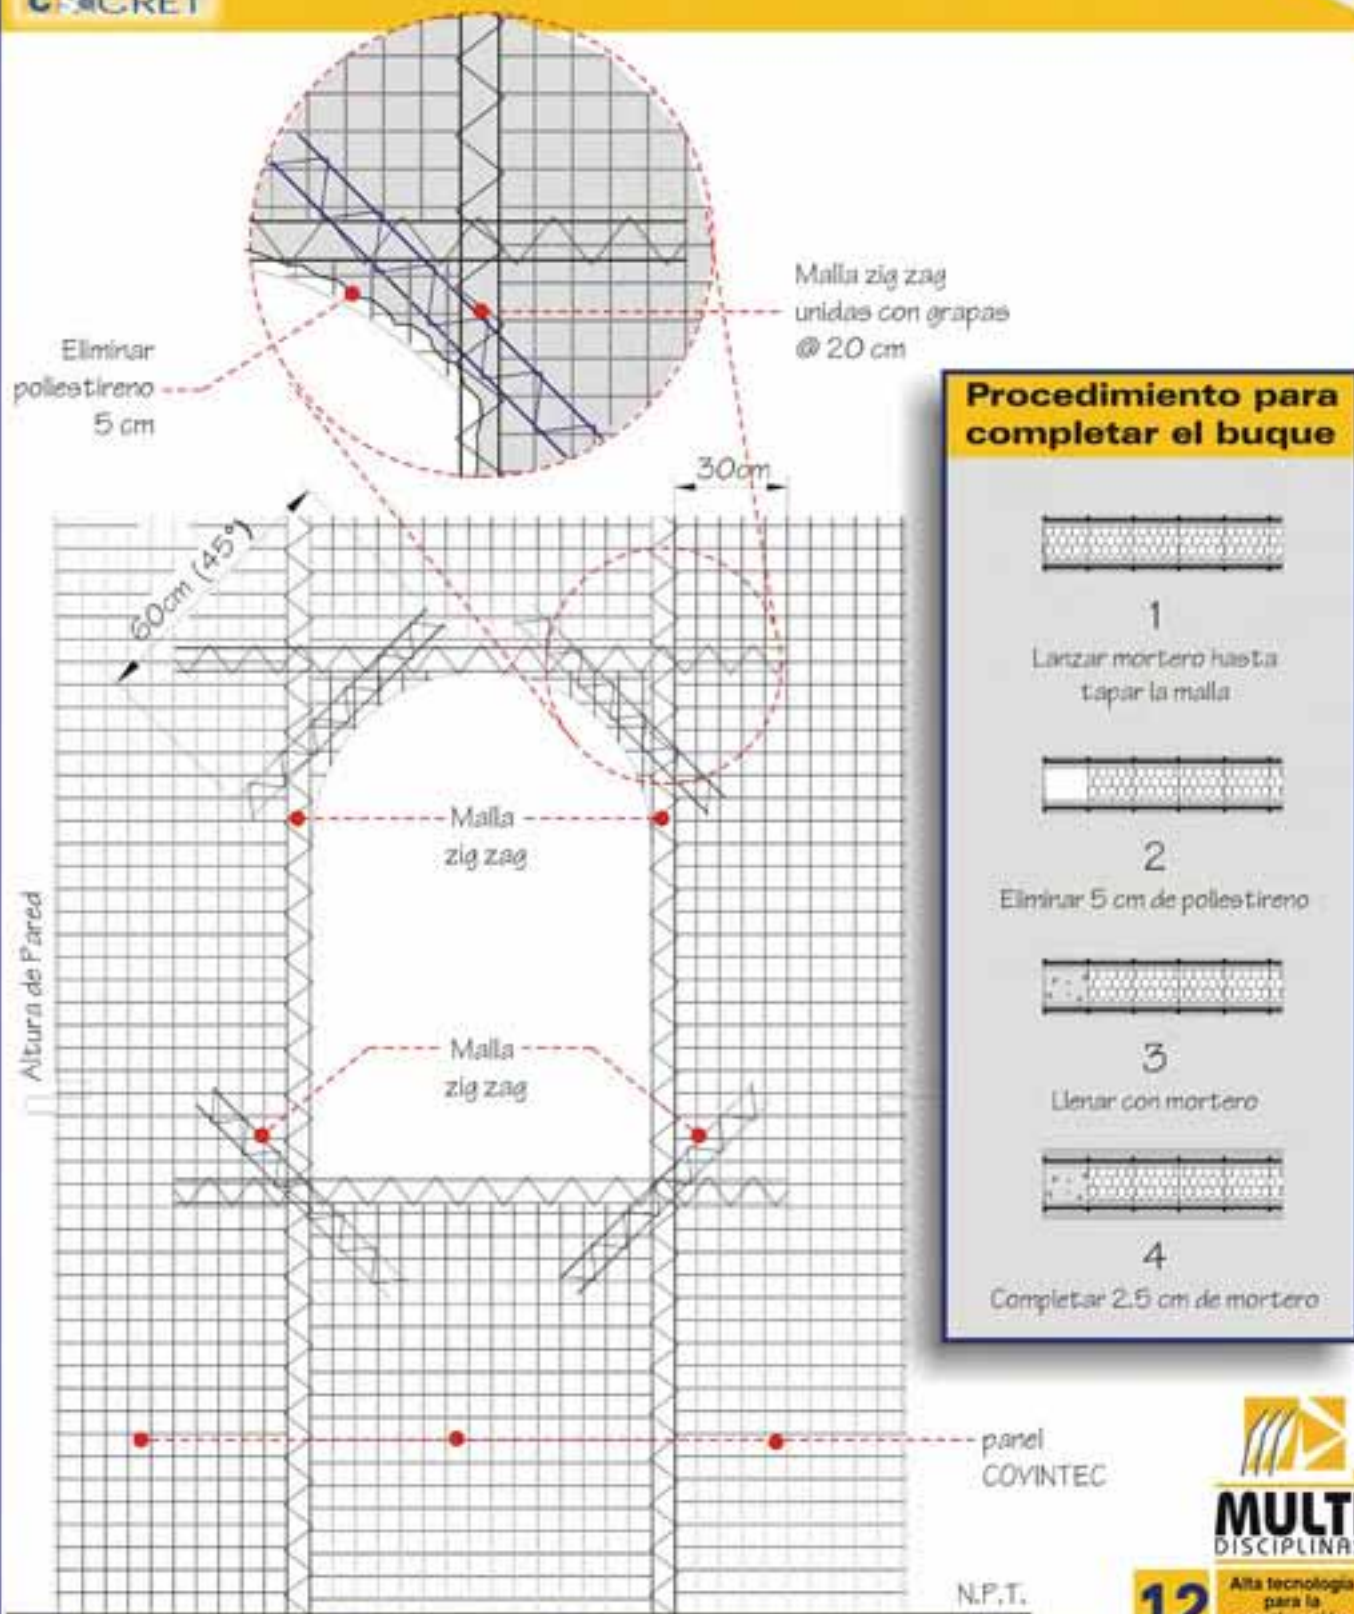 Malla zig zag
unidas con grapas
@ 20 cm
Eliminar
poliestireno
5 cm
30cm
60cm (45°)
Malla
zig zag
Malla
zig zag
Altura de Pared
panel
COVINTEC
N.P.T.
Procedimiento para
completar el buque
1
Lanzar mortero hasta
tapar la malla
2
Eliminar 5 cm de poliestireno
3
Llenar con mortero
4
Completar 2.5 cm de mortero
MULTI
DISCIPLINA
12
Alta tecnología
para la